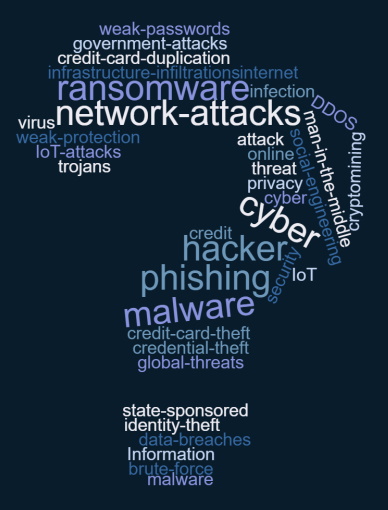 weak-passwords
government-attacks
credit-card-duplication
infrastructure-infiltrationsinternet
ransomware infection
network-attacks DDOS
virus
weak-protection
IoT-attacks
trojans
attack
online
threat
privacy
cyber
man-in-the-middle
social-engineering
cryptomining
cyber
credit
hacker
security
IoT
phishing
malware
credit-card-theft
credential-theft
global-threats
state-sponsored
identity-theft
data-breaches
Information
brute-force
malware